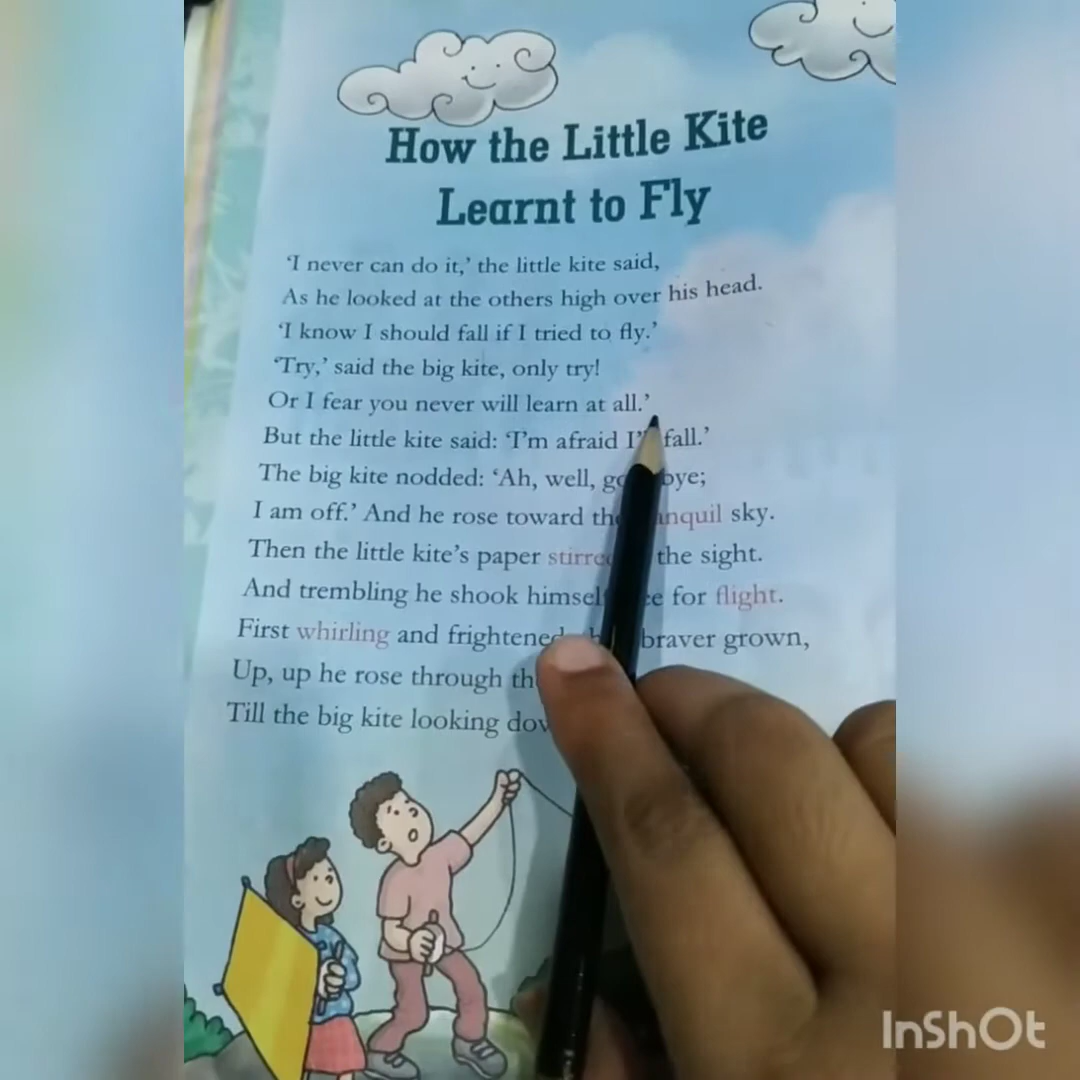 How the Little Kite
Learnt to Fly
‘I never can do it,’ the little kite said,
As he looked at the others high over his head.
‘I know I should fall if I tried to fly.’
‘Try,’ said the big kite, only try!
Or I fear you never will learn at all.’
But the little kite said: ‘I’m afraid I’ll fall.’
The big kite nodded: ‘Ah, well,
I am off.’ And he rose toward the sky.
Then the little kite’s paper stirred the sight.
And trembling he shook himself for flight.
First whirling and frightened, braver grown,
Up, up he rose through
Till the big kite looking
InShOt